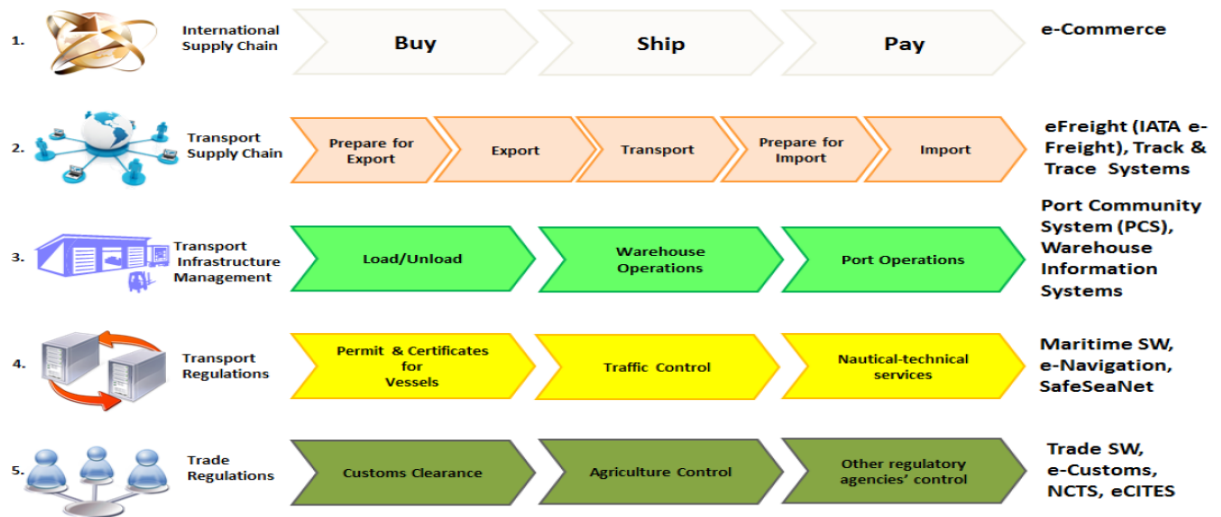 1.
International
Supply Chain
Buy
Ship
Pay
e-Commerce
2.
Transport
Supply Chain
Prepare for
Export
Export
Transport
Prepare for
Import
Import
eFreight (IATA e-
Freight), Track &
Trace Systems
3.
Transport
Infrastructure
Management
Load/Unload
Warehouse
Operations
Port Operations
Port Community
System (PCS),
Warehouse
Information
Systems
4.
Transport
Regulations
Permit & Certificates
for
Vessels
Traffic Control
Nautical-technical
services
Maritime SW,
e-Navigation,
SafeSeaNet
5.
Trade
Regulations
Customs Clearance
Agriculture Control
Other regulatory
agencies’ control
Trade SW,
e-Customs,
NCTS, eCITES